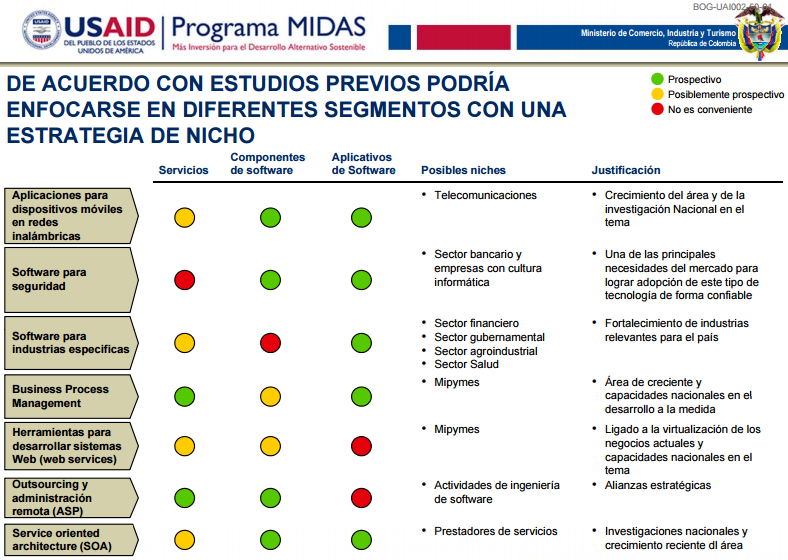 BOG-UAI002-50-01
USAID
DEL PUEBLO DE LOS ESTADOS
UNIDOS DE AMÉRICA
Programa MIDAS
Más Inversión para el Desarrollo Alternativo Sostenible
Ministerio de Comercio, Industria y Turismo
República de Colombia
DE ACUERDO CON ESTUDIOS PREVIOS PODRÍA
ENFOCARSE EN DIFERENTES SEGMENTOS CON UNA
ESTRATEGIA DE NICHO
Prospectivo
Posiblemente prospectivo
No es conveniente
Servicios
Componentes
de software
Aplicativos
de Software
Posibles niches
Justificación
Aplicaciones para
dispositivos móviles
en redes
inalámbricas
• Telecomunicaciones
• Crecimiento del área y de la
investigación Nacional en el
tema
Software para
seguridad
• Sector bancario y
empresas con cultura
informática
• Una de las principales
necesidades del mercado para
lograr adopción de este tipo de
tecnología de forma confiable
Software para
industrias especificas
• Sector financiero
• Sector gubernamental
• Sector agroindustrial
• Sector Salud
• Fortalecimiento de industrias
relevantes para el país
Business Process
Management
• Mipymes
• Área de creciente y
capacidades nacionales en el
desarrollo a la medida
Herramientas para
desarrollar sistemas
Web (web services)
• Mipymes
• Ligado a la virtualización de los
negocios actuales y
capacidades nacionales en el
tema
Outsourcing y
administración
remota (ASP)
• Actividades de ingeniería
de software
• Alianzas estratégicas
Service oriented
architecture (SOA)
• Prestadores de servicios
• Investigaciones nacionales y
crecimiento reciente dl área